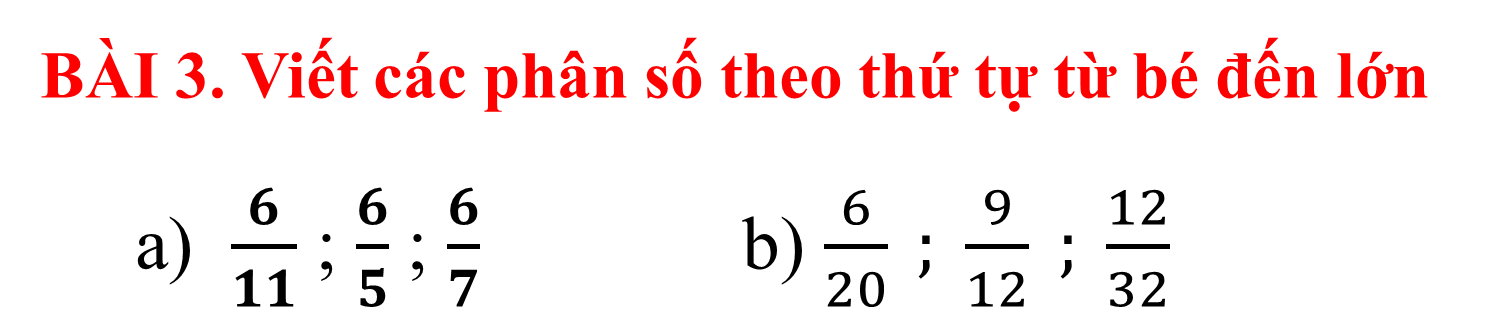 BÀI 3. Viết các phân số theo thứ tự từ bé đến lớn
a) 6/11 ; 6/5 ; 6/7 b) 6/20 ; 9/12 ; 12/32